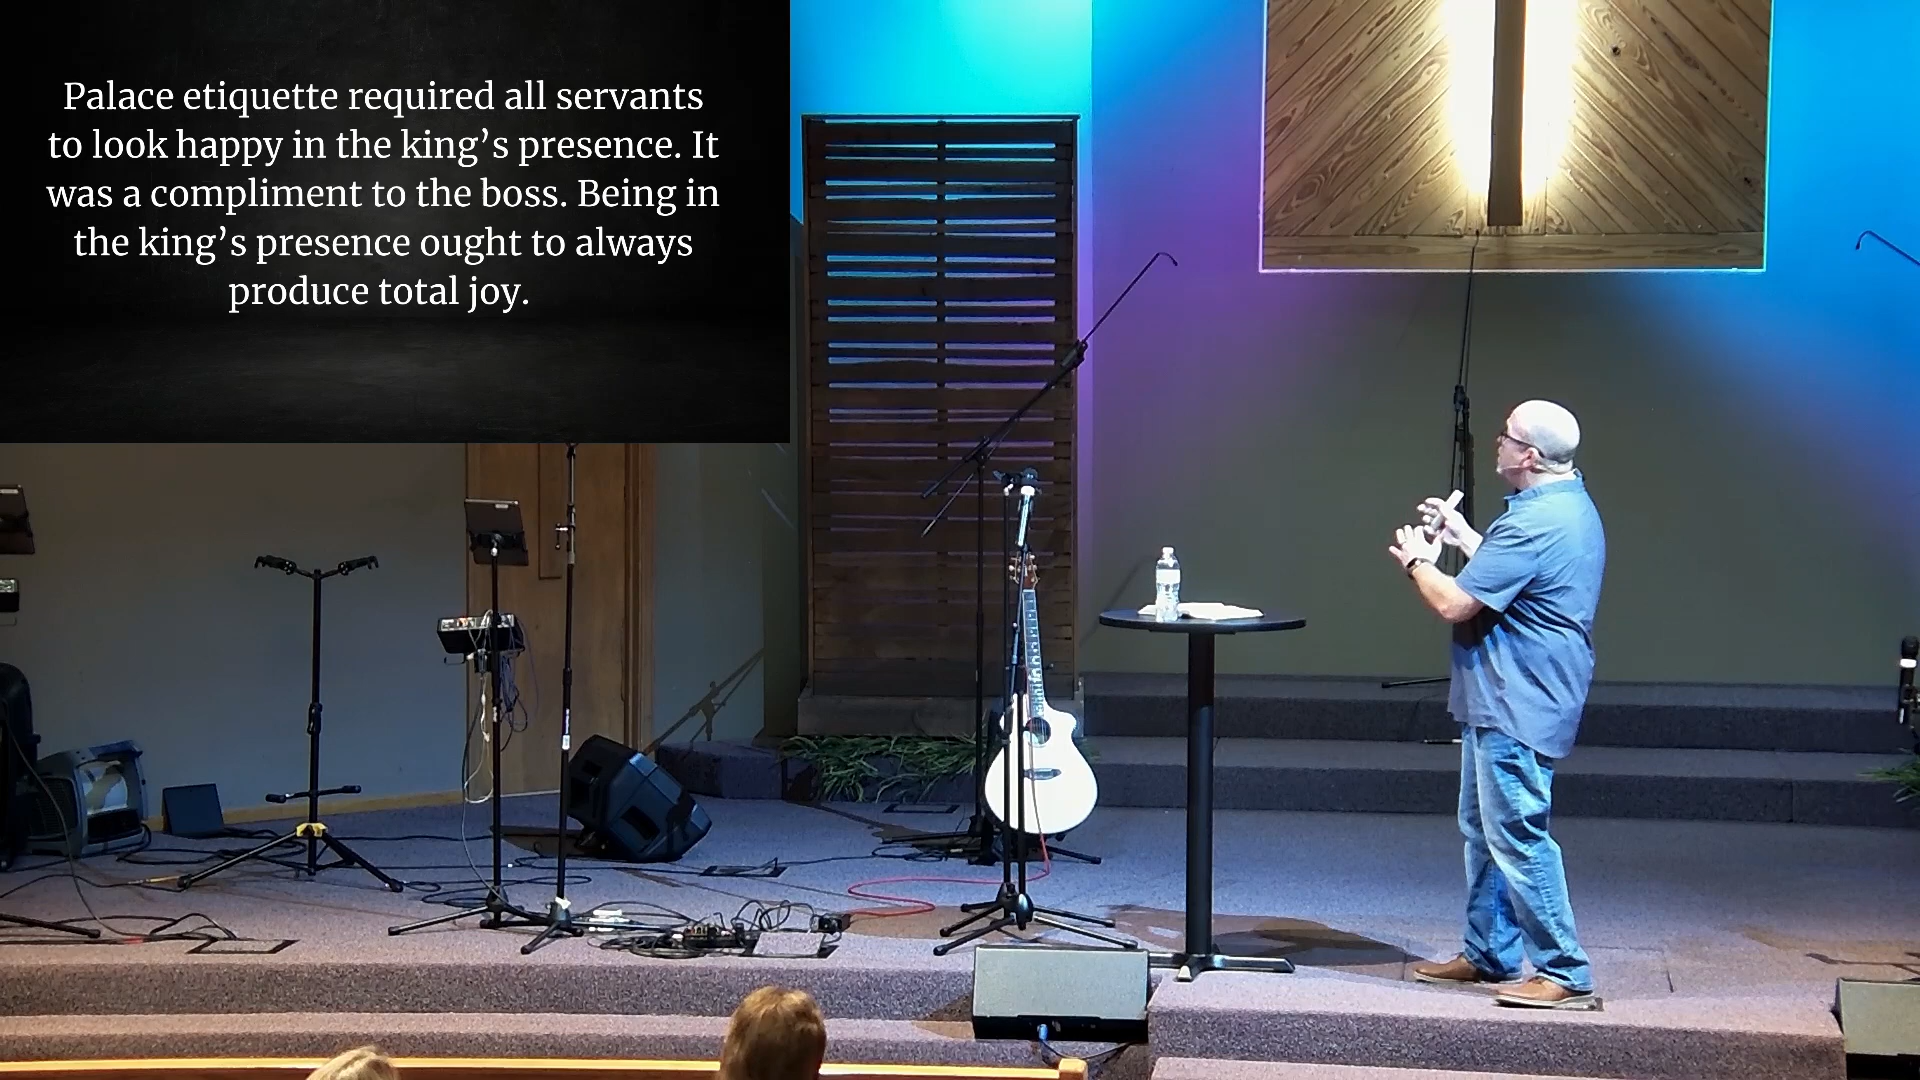 Palace etiquette required all servants
to look happy in the king’s presence. It
was a compliment to the boss. Being in
the king’s presence ought to always
produce total joy.